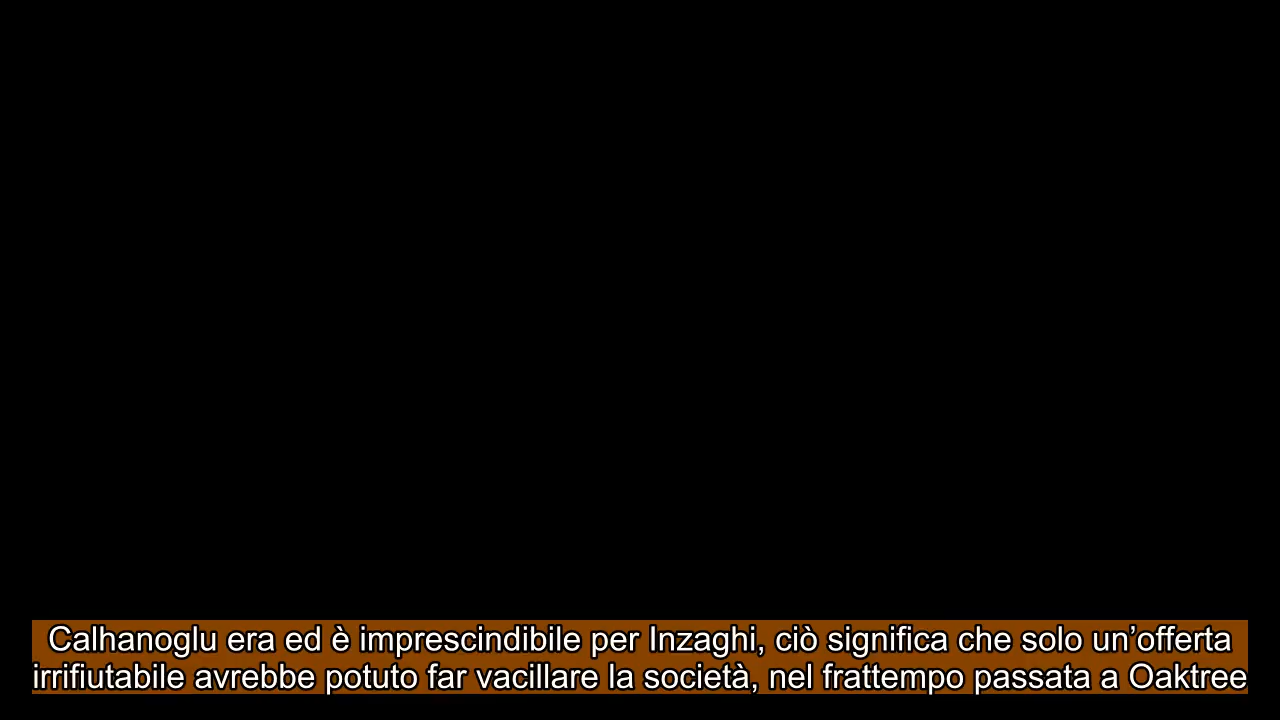 Calhanoglu era ed è imprescindibile per Inzaghi, ciò significa che solo un’offerta
irrifiutabile avrebbe potuto far vacillare la società, nel frattempo passata a Oaktree